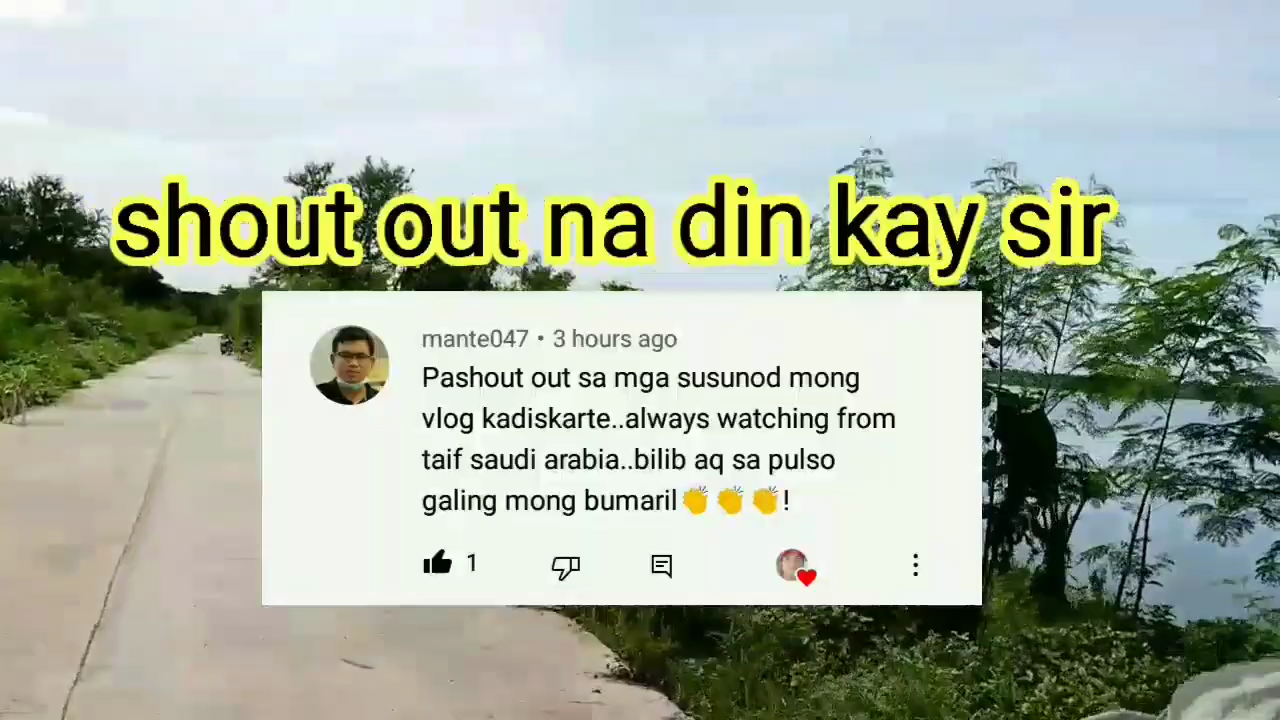 shout out na din kay sir
mante047 • 3 hours ago
Pashout out sa mga susunod mong
vlog kadiskarte..always watching from
taif saudi arabia..bilib aq sa pulso
galing mong bumaril👏👏👏!
1